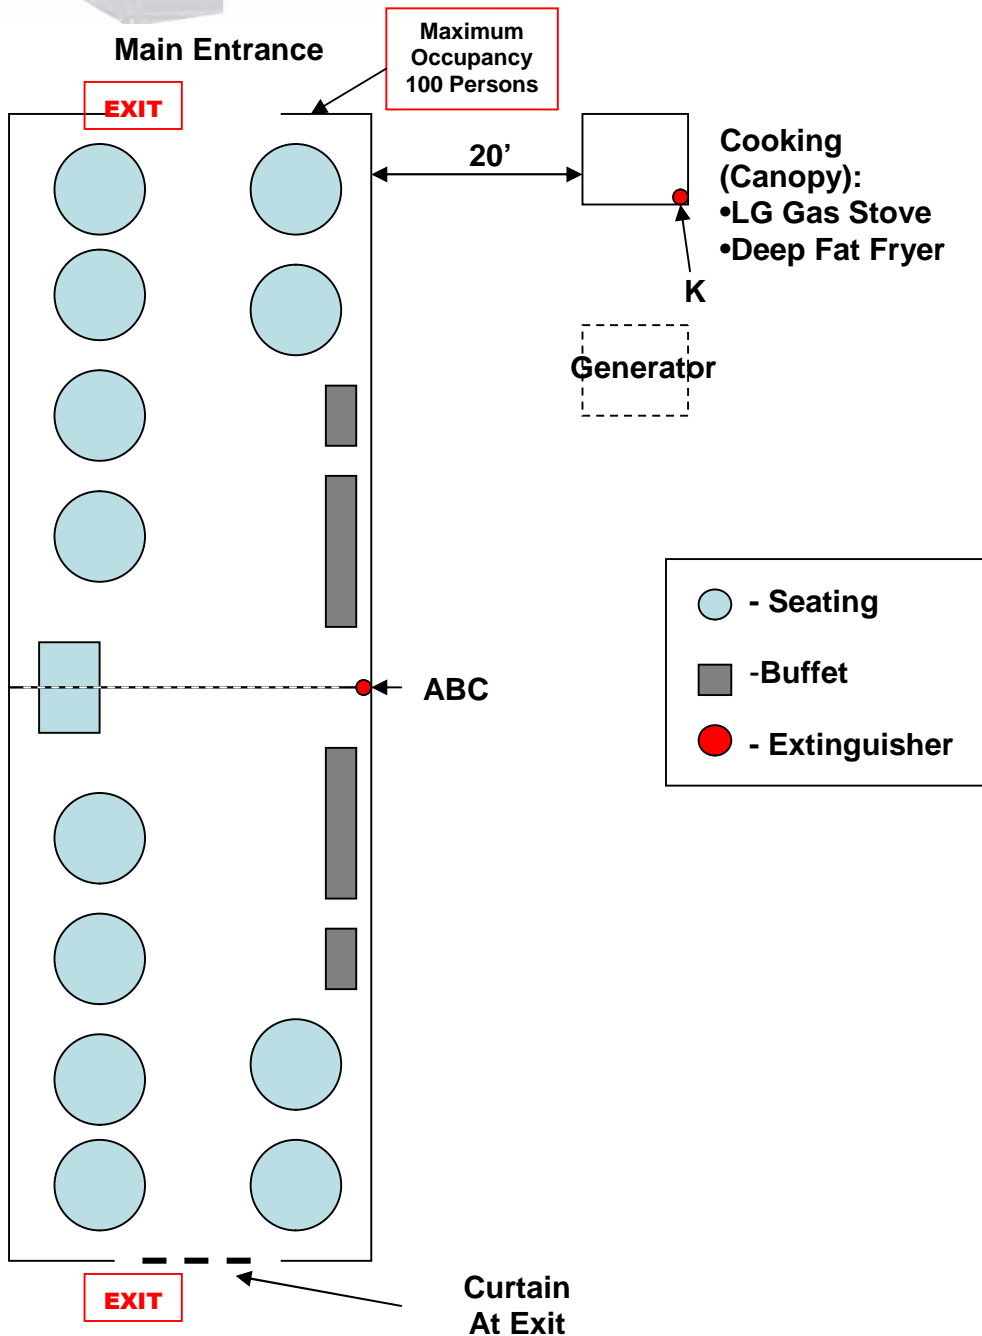 Main Entrance
Maximum
Occupancy
100 Persons
EXIT
20’
Cooking
(Canopy):
•LG Gas Stove
•Deep Fat Fryer
K
Generator
- Seating
-Buffet
- Extinguisher
ABC
EXIT
Curtain
At Exit